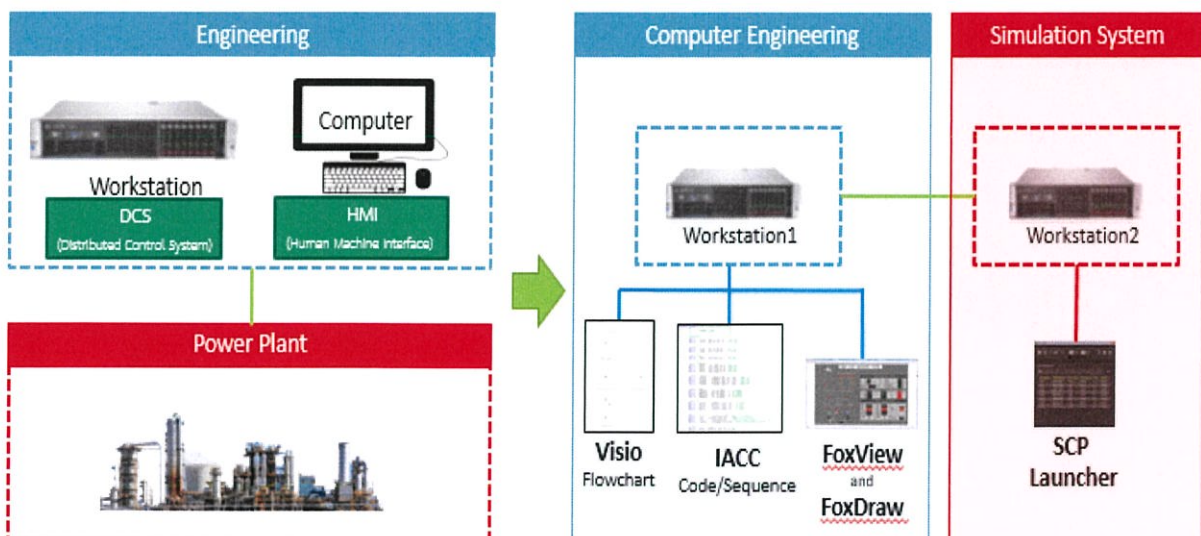 Engineering
Computer
Workstation
DCS
(Distributed Control System)
HMI
(Human Machine Interface)
Power Plant
Computer Engineering
Workstation1
Visio
Flowchart
IACC
Code/Sequence
FoxView
and
FoxDraw
Simulation System
Workstation2
SCP
Launcher